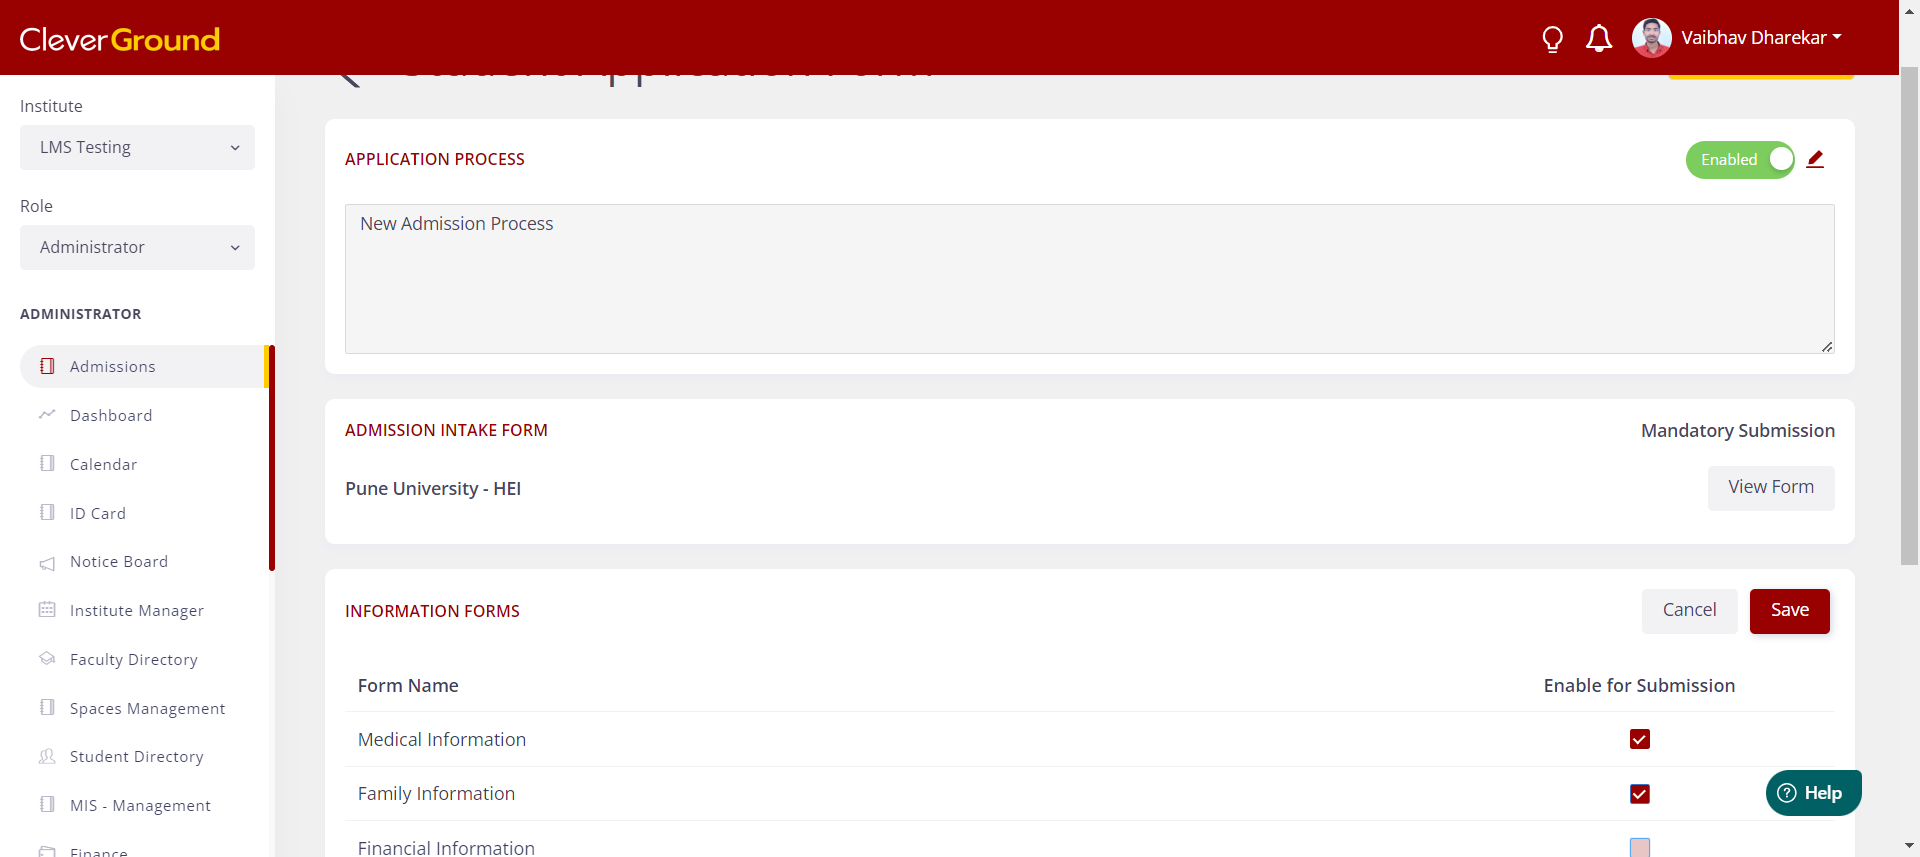 CleverGround
Vaibhav Dharekar
Student Application Form
Institute
LMS Testing
Role
Administrator
ADMINISTRATOR
Admissions
Dashboard
Calendar
ID Card
Notice Board
Institute Manager
Faculty Directory
Spaces Management
Student Directory
MIS - Management
Finance
APPLICATION PROCESS
Enabled
New Admission Process
ADMISSION INTAKE FORM
Mandatory Submission
Pune University - HEI
View Form
INFORMATION FORMS
Cancel
Save
Form Name
Enable for Submission
Medical Information
Family Information
Financial Information
Help